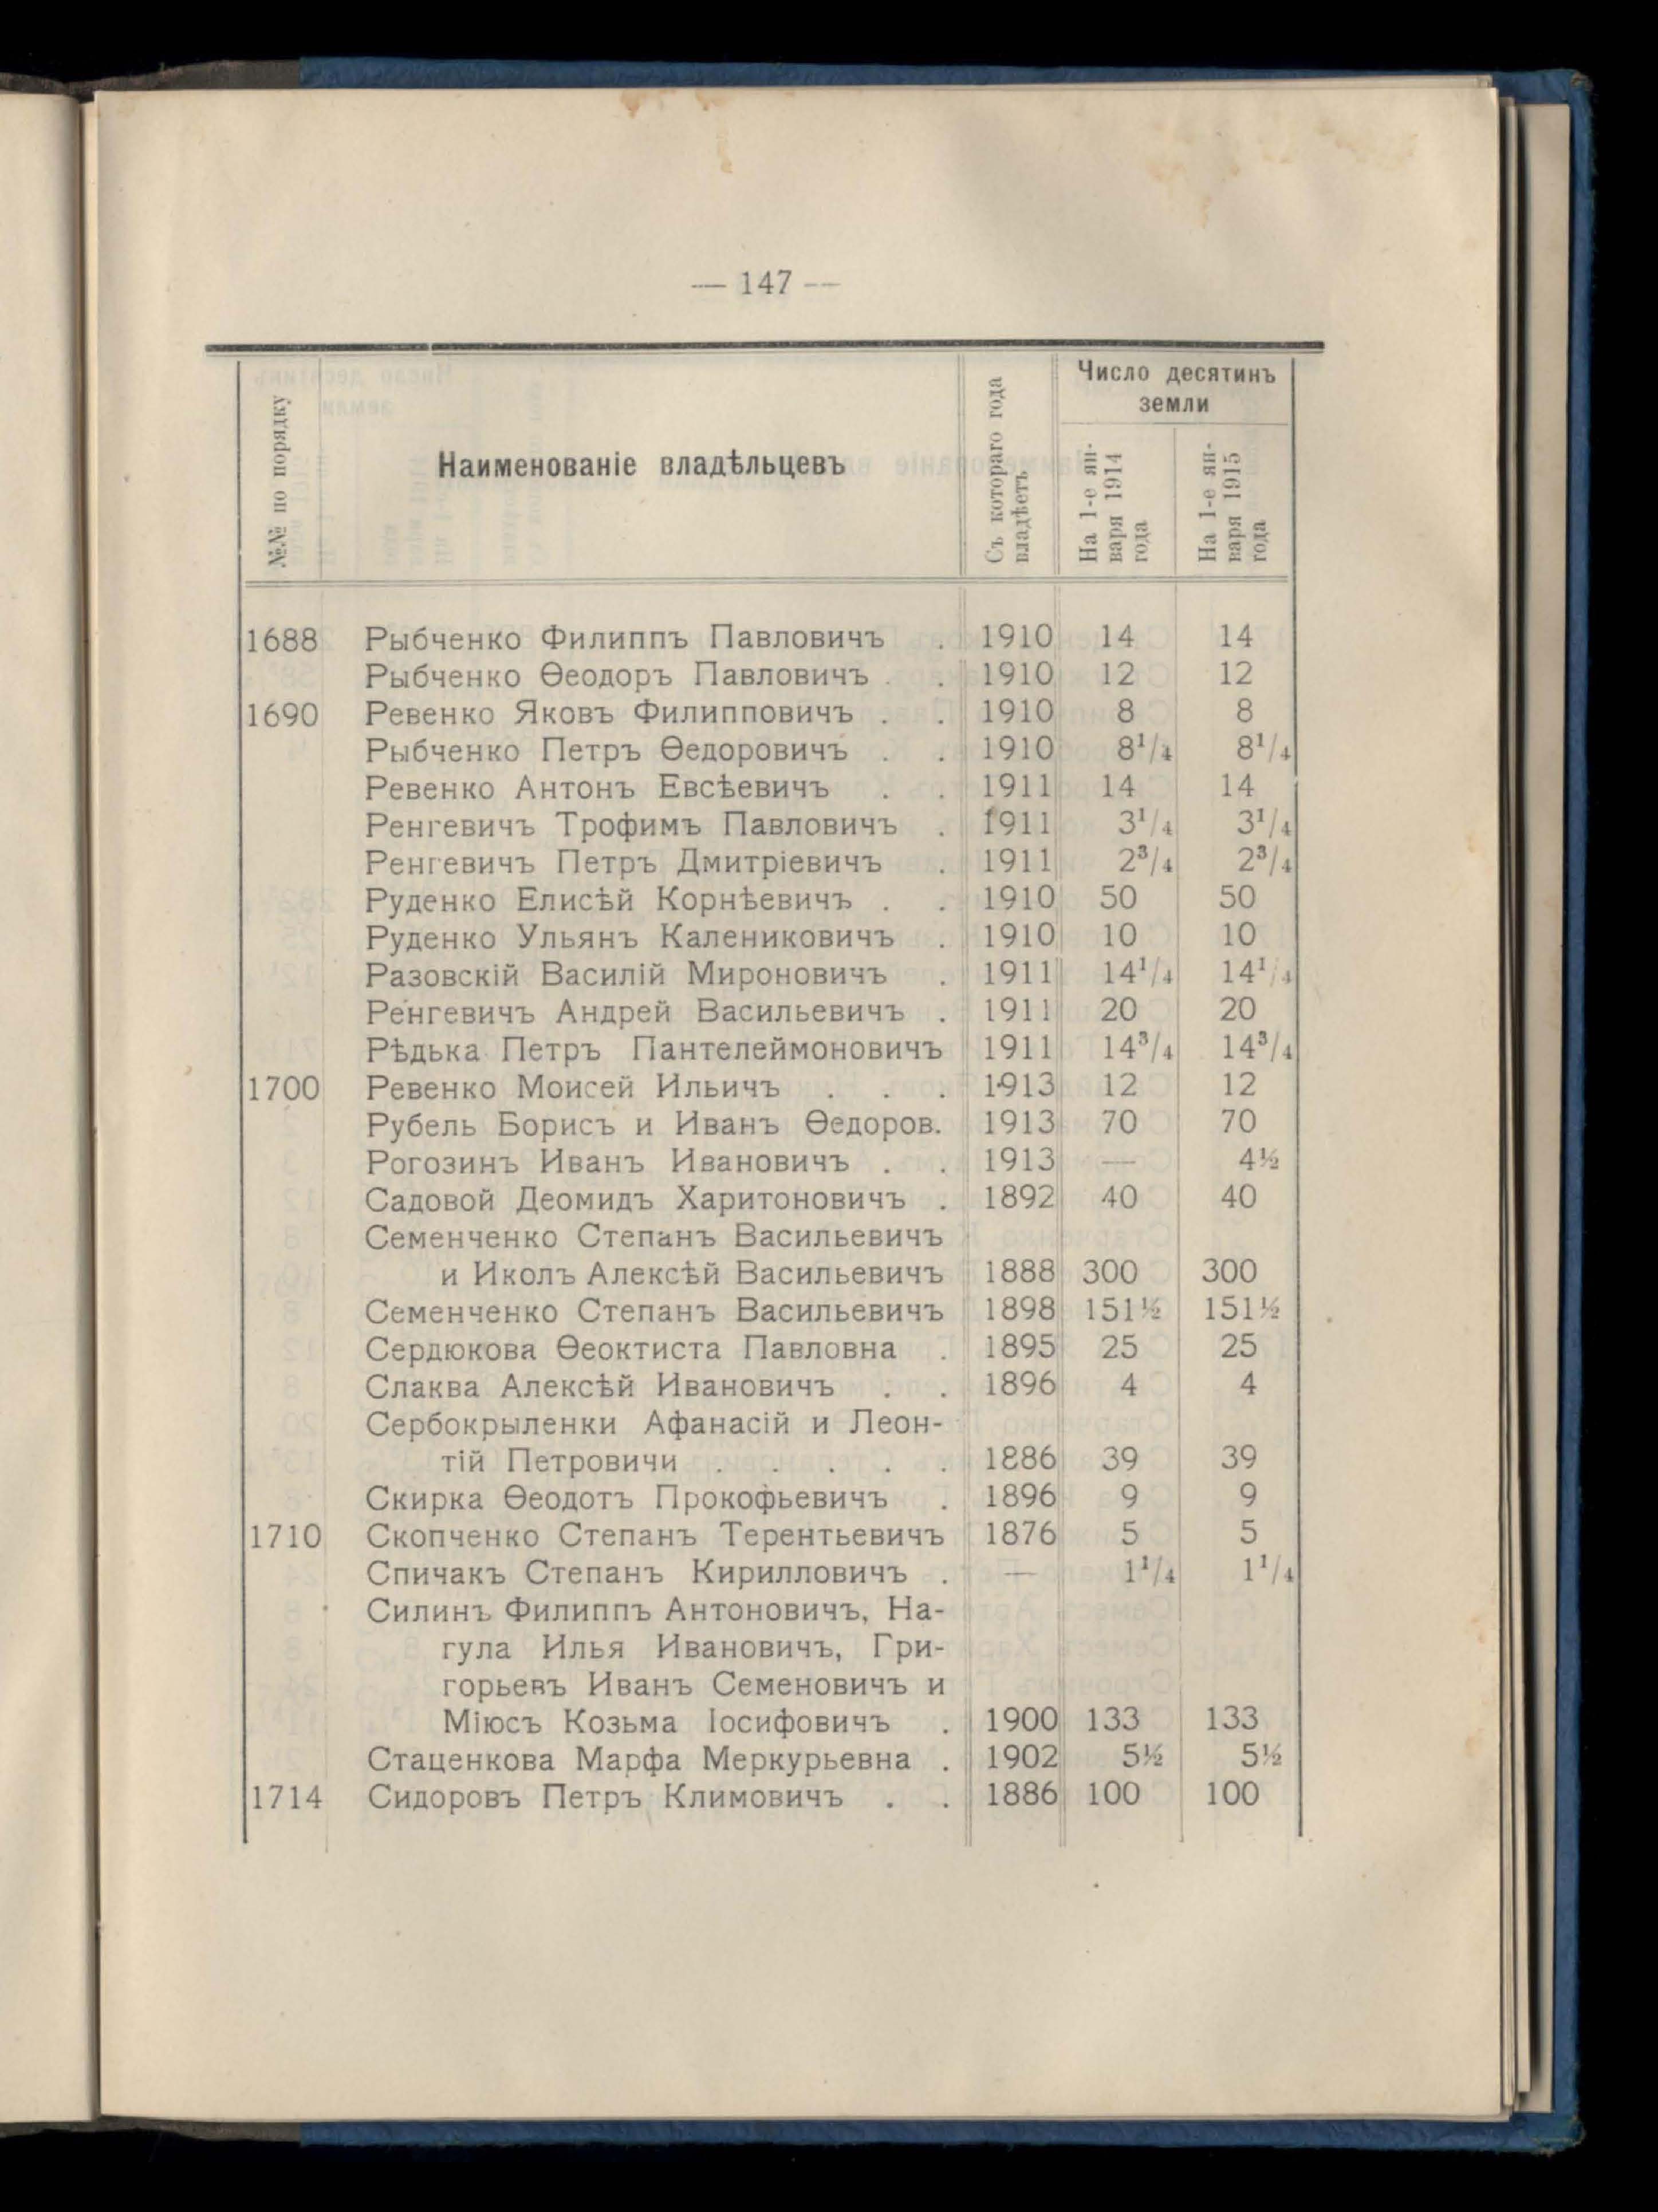 — 147 —
№№ по порядку
Наименованіе владѣльцевъ
Съ котораго года владѣетъ
Число десятинъ земли
На 1-е января 1914 года
На 1-е января 1915 года
1688 Рыбченко Филиппъ Павловичъ . 1910 14 14
Рыбченко Ѳеодоръ Павловичъ . . 1910 12 12
1690 Ревенко Яковъ Филипповичъ . . 1910 8 8
Рыбченко Петръ Ѳедоровичъ . . 1910 8¹/₄ 8¹/₄
Ревенко Антонъ Евсѣевичъ . . 1911 14 14
Ренгевичъ Трофимъ Павловичъ . 1911 3¹/₄ 3¹/₄
Ренгевичъ Петръ Дмитріевичъ . 1911 2³/₄ 2³/₄
Руденко Елисѣй Корнѣевичъ . . 1910 50 50
Руденко Ульянъ Калениковичъ . 1910 10 10
Разовскій Василій Мироновичъ . 1911 14¹/₄ 14¹/₄
Ренгевичъ Андрей Васильевичъ . 1911 20 20
Рѣдька Петръ Пантелеймоновичъ 1911 14³/₄ 14³/₄
1700 Ревенко Моисей Ильичъ . . . 1913 12 12
Рубель Борисъ и Иванъ Ѳедоров. 1913 70 70
Рогозинъ Иванъ Ивановичъ . . 1913 — 4½
Садовой Деомидъ Харитоновичъ . 1892 40 40
Семенченко Степанъ Васильевичъ
и Иколъ Алексѣй Васильевичъ 1888 300 300
Семенченко Степанъ Васильевичъ 1898 151½ 151½
Сердюкова Ѳеоктиста Павловна . 1895 25 25
Слаква Алексѣй Ивановичъ . . 1896 4 4
Сербокрыленки Афанасій и Леон-
тій Петровичи . . . . . 1886 39 39
Скирка Ѳеодотъ Прокофьевичъ . 1896 9 9
1710 Скопченко Степанъ Терентьевичъ 1876 5 5
Спичакъ Степанъ Кирилловичъ . — 1¹/₄ 1¹/₄
Силинъ Филиппъ Антоновичъ, На-
гула Илья Ивановичъ, Гри-
горьевъ Иванъ Семеновичъ и
Міюсъ Козьма Іосифовичъ . 1900 133 133
Стаценкова Марфа Меркурьевна . 1902 5½ 5½
1714 Сидоровъ Петръ Климовичъ . . 1886 100 100